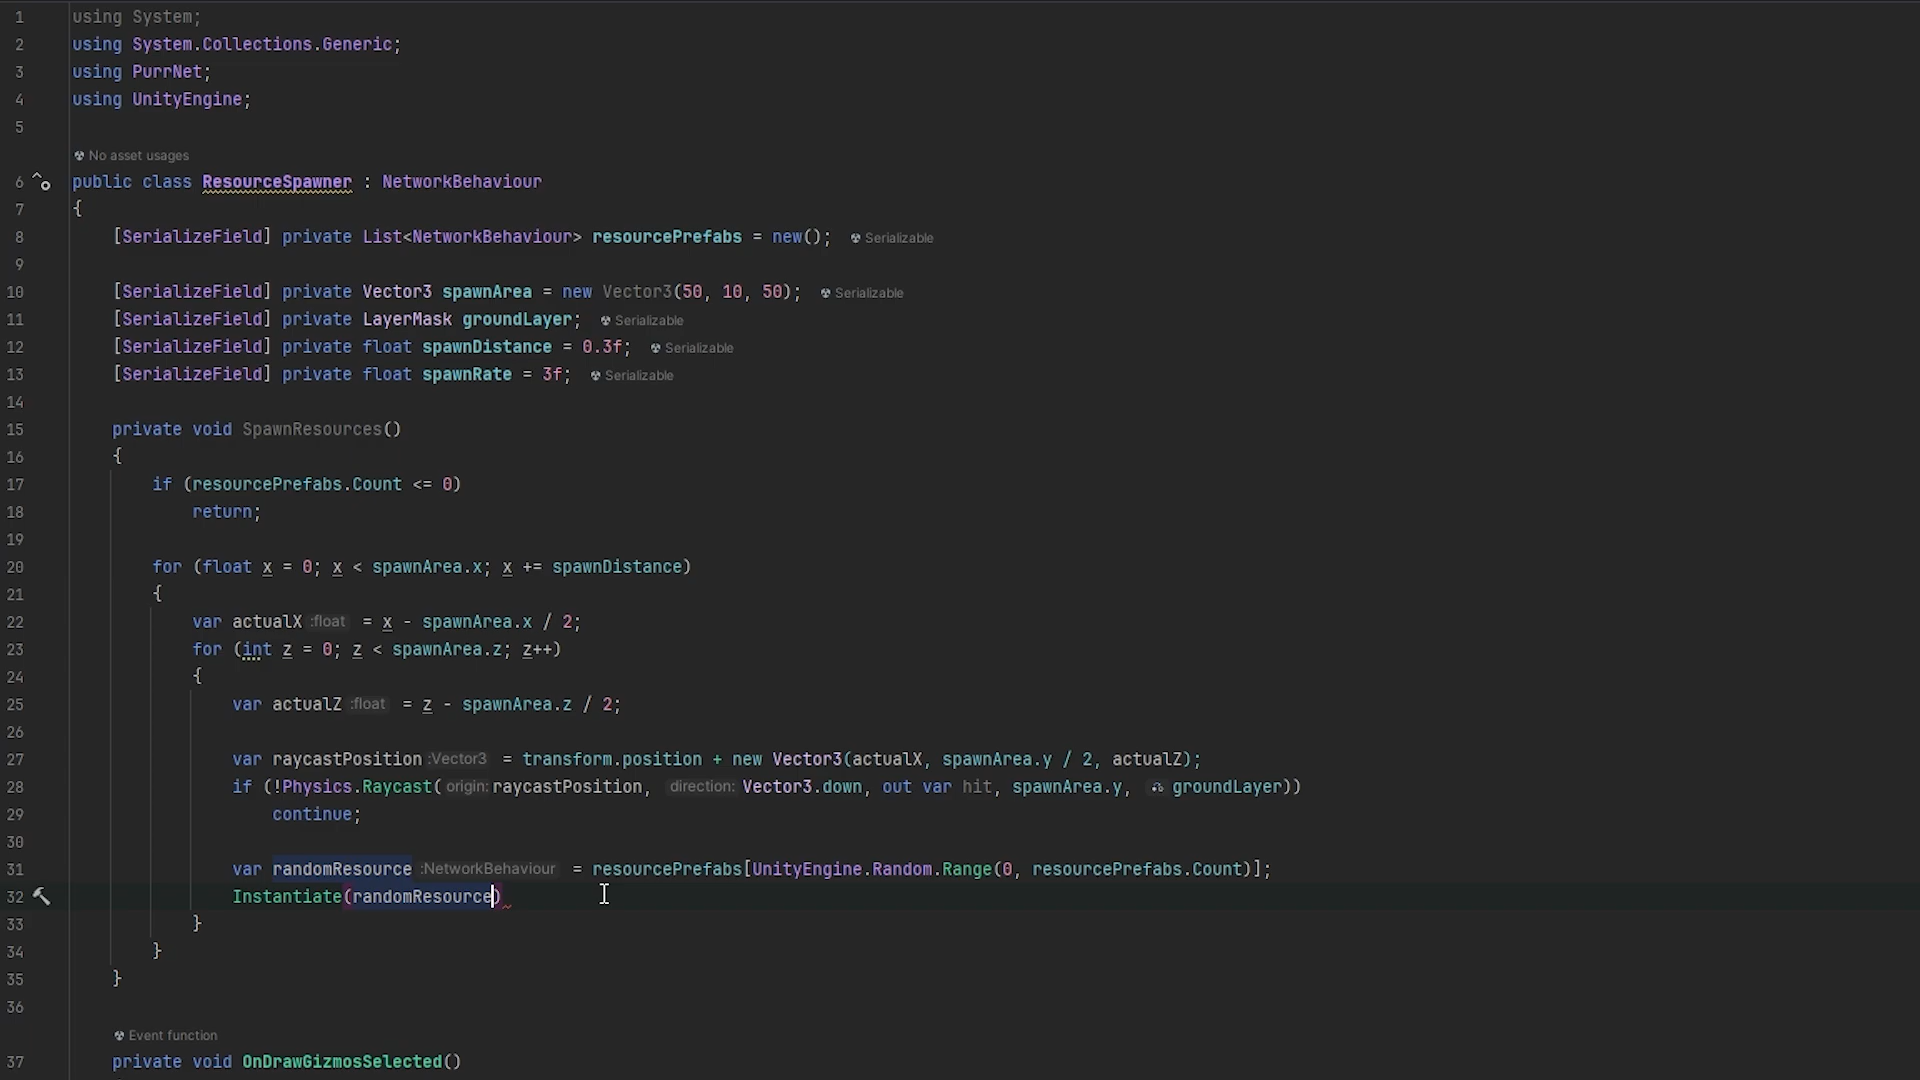 1 using System;
2 using System.Collections.Generic;
3 using PurrNet;
4 using UnityEngine;
5
No asset usages
6 public class ResourceSpawner : NetworkBehaviour
7 {
8 [SerializeField] private List<NetworkBehaviour> resourcePrefabs = new(); Serializable
9
10 [SerializeField] private Vector3 spawnArea = new Vector3(50, 10, 50); Serializable
11 [SerializeField] private LayerMask groundLayer; Serializable
12 [SerializeField] private float spawnDistance = 0.3f; Serializable
13 [SerializeField] private float spawnRate = 3f; Serializable
14
15 private void SpawnResources()
16 {
17 if (resourcePrefabs.Count <= 0)
18 return;
19
20 for (float x = 0; x < spawnArea.x; x += spawnDistance)
21 {
22 var actualX :float = x - spawnArea.x / 2;
23 for (int z = 0; z < spawnArea.z; z++)
24 {
25 var actualZ :float = z - spawnArea.z / 2;
26
27 var raycastPosition :Vector3 = transform.position + new Vector3(actualX, spawnArea.y / 2, actualZ);
28 if (!Physics.Raycast( origin: raycastPosition, direction: Vector3.down, out var hit, spawnArea.y, groundLayer))
29 continue;
30
31 var randomResource :NetworkBehaviour = resourcePrefabs[UnityEngine.Random.Range(0, resourcePrefabs.Count)];
32 Instantiate(randomResource)
33 }
34 }
35 }
36
Event function
37 private void OnDrawGizmosSelected()